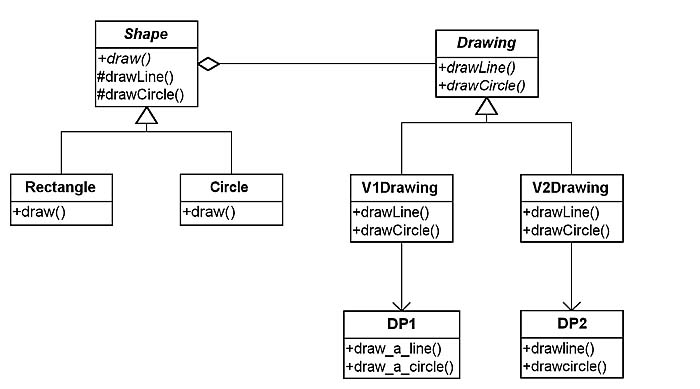 Shape
+draw()
#drawLine()
#drawCircle()
Drawing
+drawLine()
+drawCircle()
Rectangle
+draw()
Circle
+draw()
V1Drawing
+drawLine()
+drawCircle()
V2Drawing
+drawLine()
+drawCircle()
DP1
+draw_a_line()
+draw_a_circle()
DP2
+drawline()
+drawcircle()